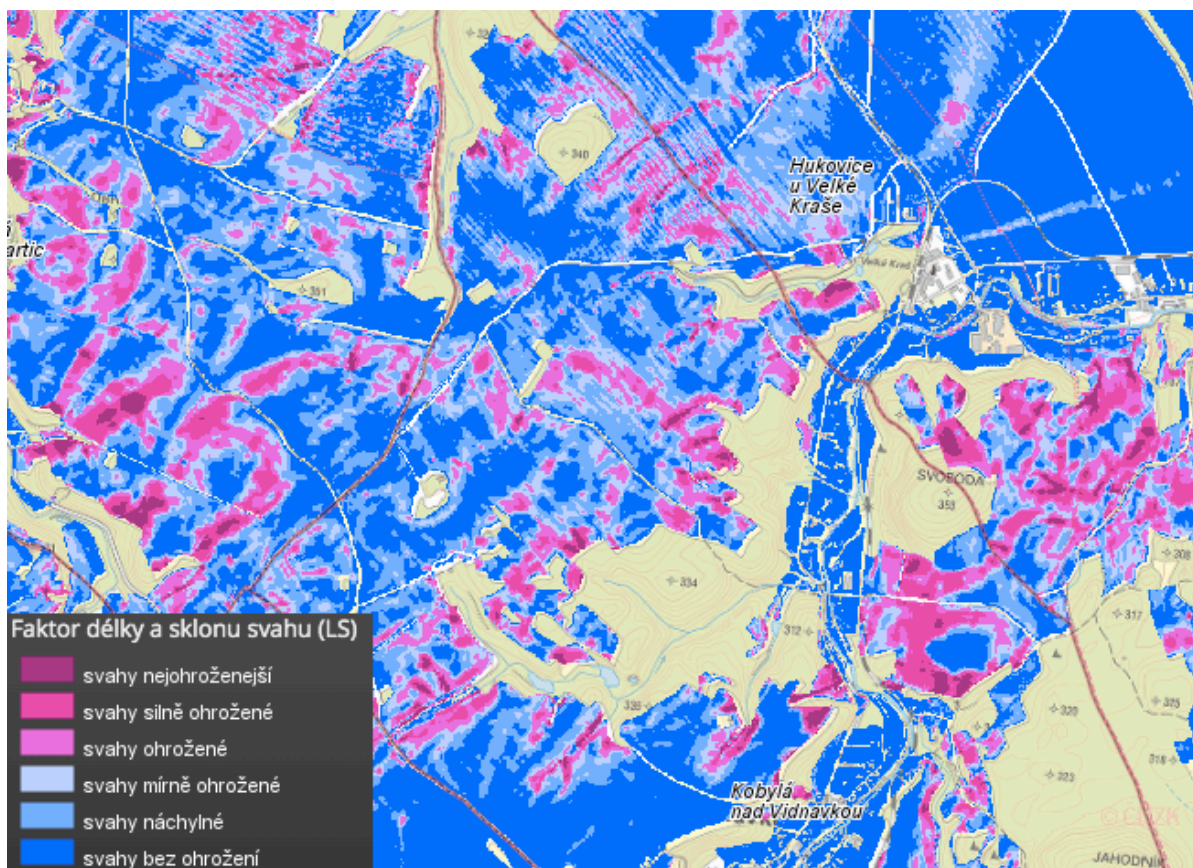 340
Hukovice
u Velké
Kraše
artic
351
Velká Kraš
SVOBODA
353
308
334
312
317
335
320
325
323
318
Kobylá
nad Vidnavkou
© ČÚZK
JAHODNÍK
Faktor délky a sklonu svahu (LS)
svahy nejohroženejší
svahy silně ohrožené
svahy ohrožené
svahy mírně ohrožené
svahy náchylné
svahy bez ohrožení